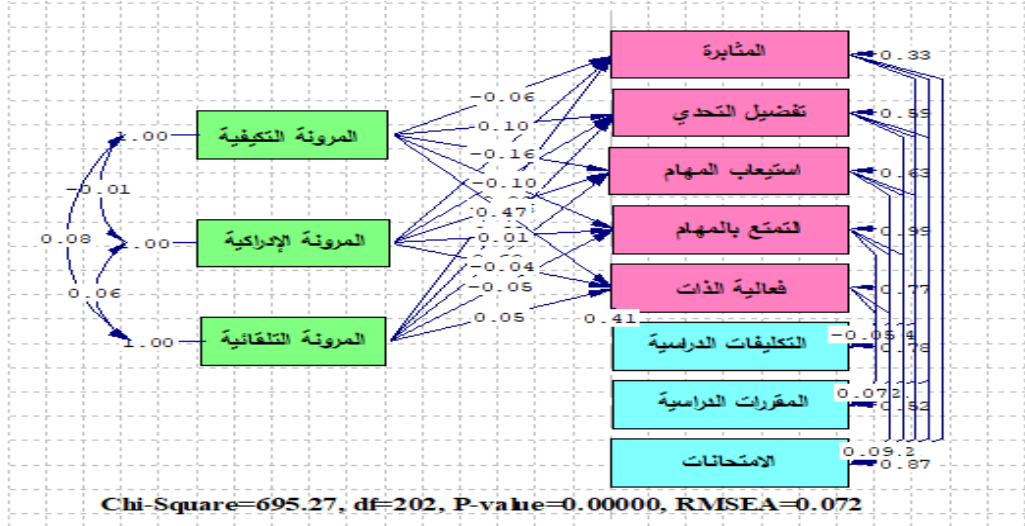 المثابرة
0.33
-0.06
تفضيل التحدي
0.59
0.10
المرونة التكيفية
1.00
-0.16
استيعاب المهام
0.63
-0.10
-0.01
0.47
التمتع بالمهام
0.99
المرونة الإدراكية
1.00
0.08
0.01
-0.04
-0.05
فعالية الذات
0.77
0.06
0.05
0.41
المرونة التلقائية
1.00
التكليفات الدراسية
-0.05
0.78
0.072
المقررات الدراسية
0.52
0.09
الامتحانات
0.87
Chi-Square=695.27, df=202, P-value=0.00000, RMSEA=0.072